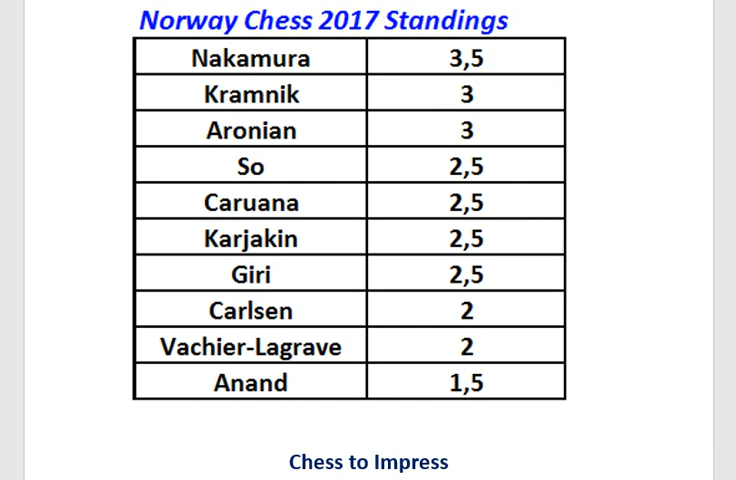 Norway Chess 2017 Standings
Nakamura 3,5
Kramnik 3
Aronian 3
So 2,5
Caruana 2,5
Karjakin 2,5
Giri 2,5
Carlsen 2
Vachier-Lagrave 2
Anand 1,5
Chess to Impress